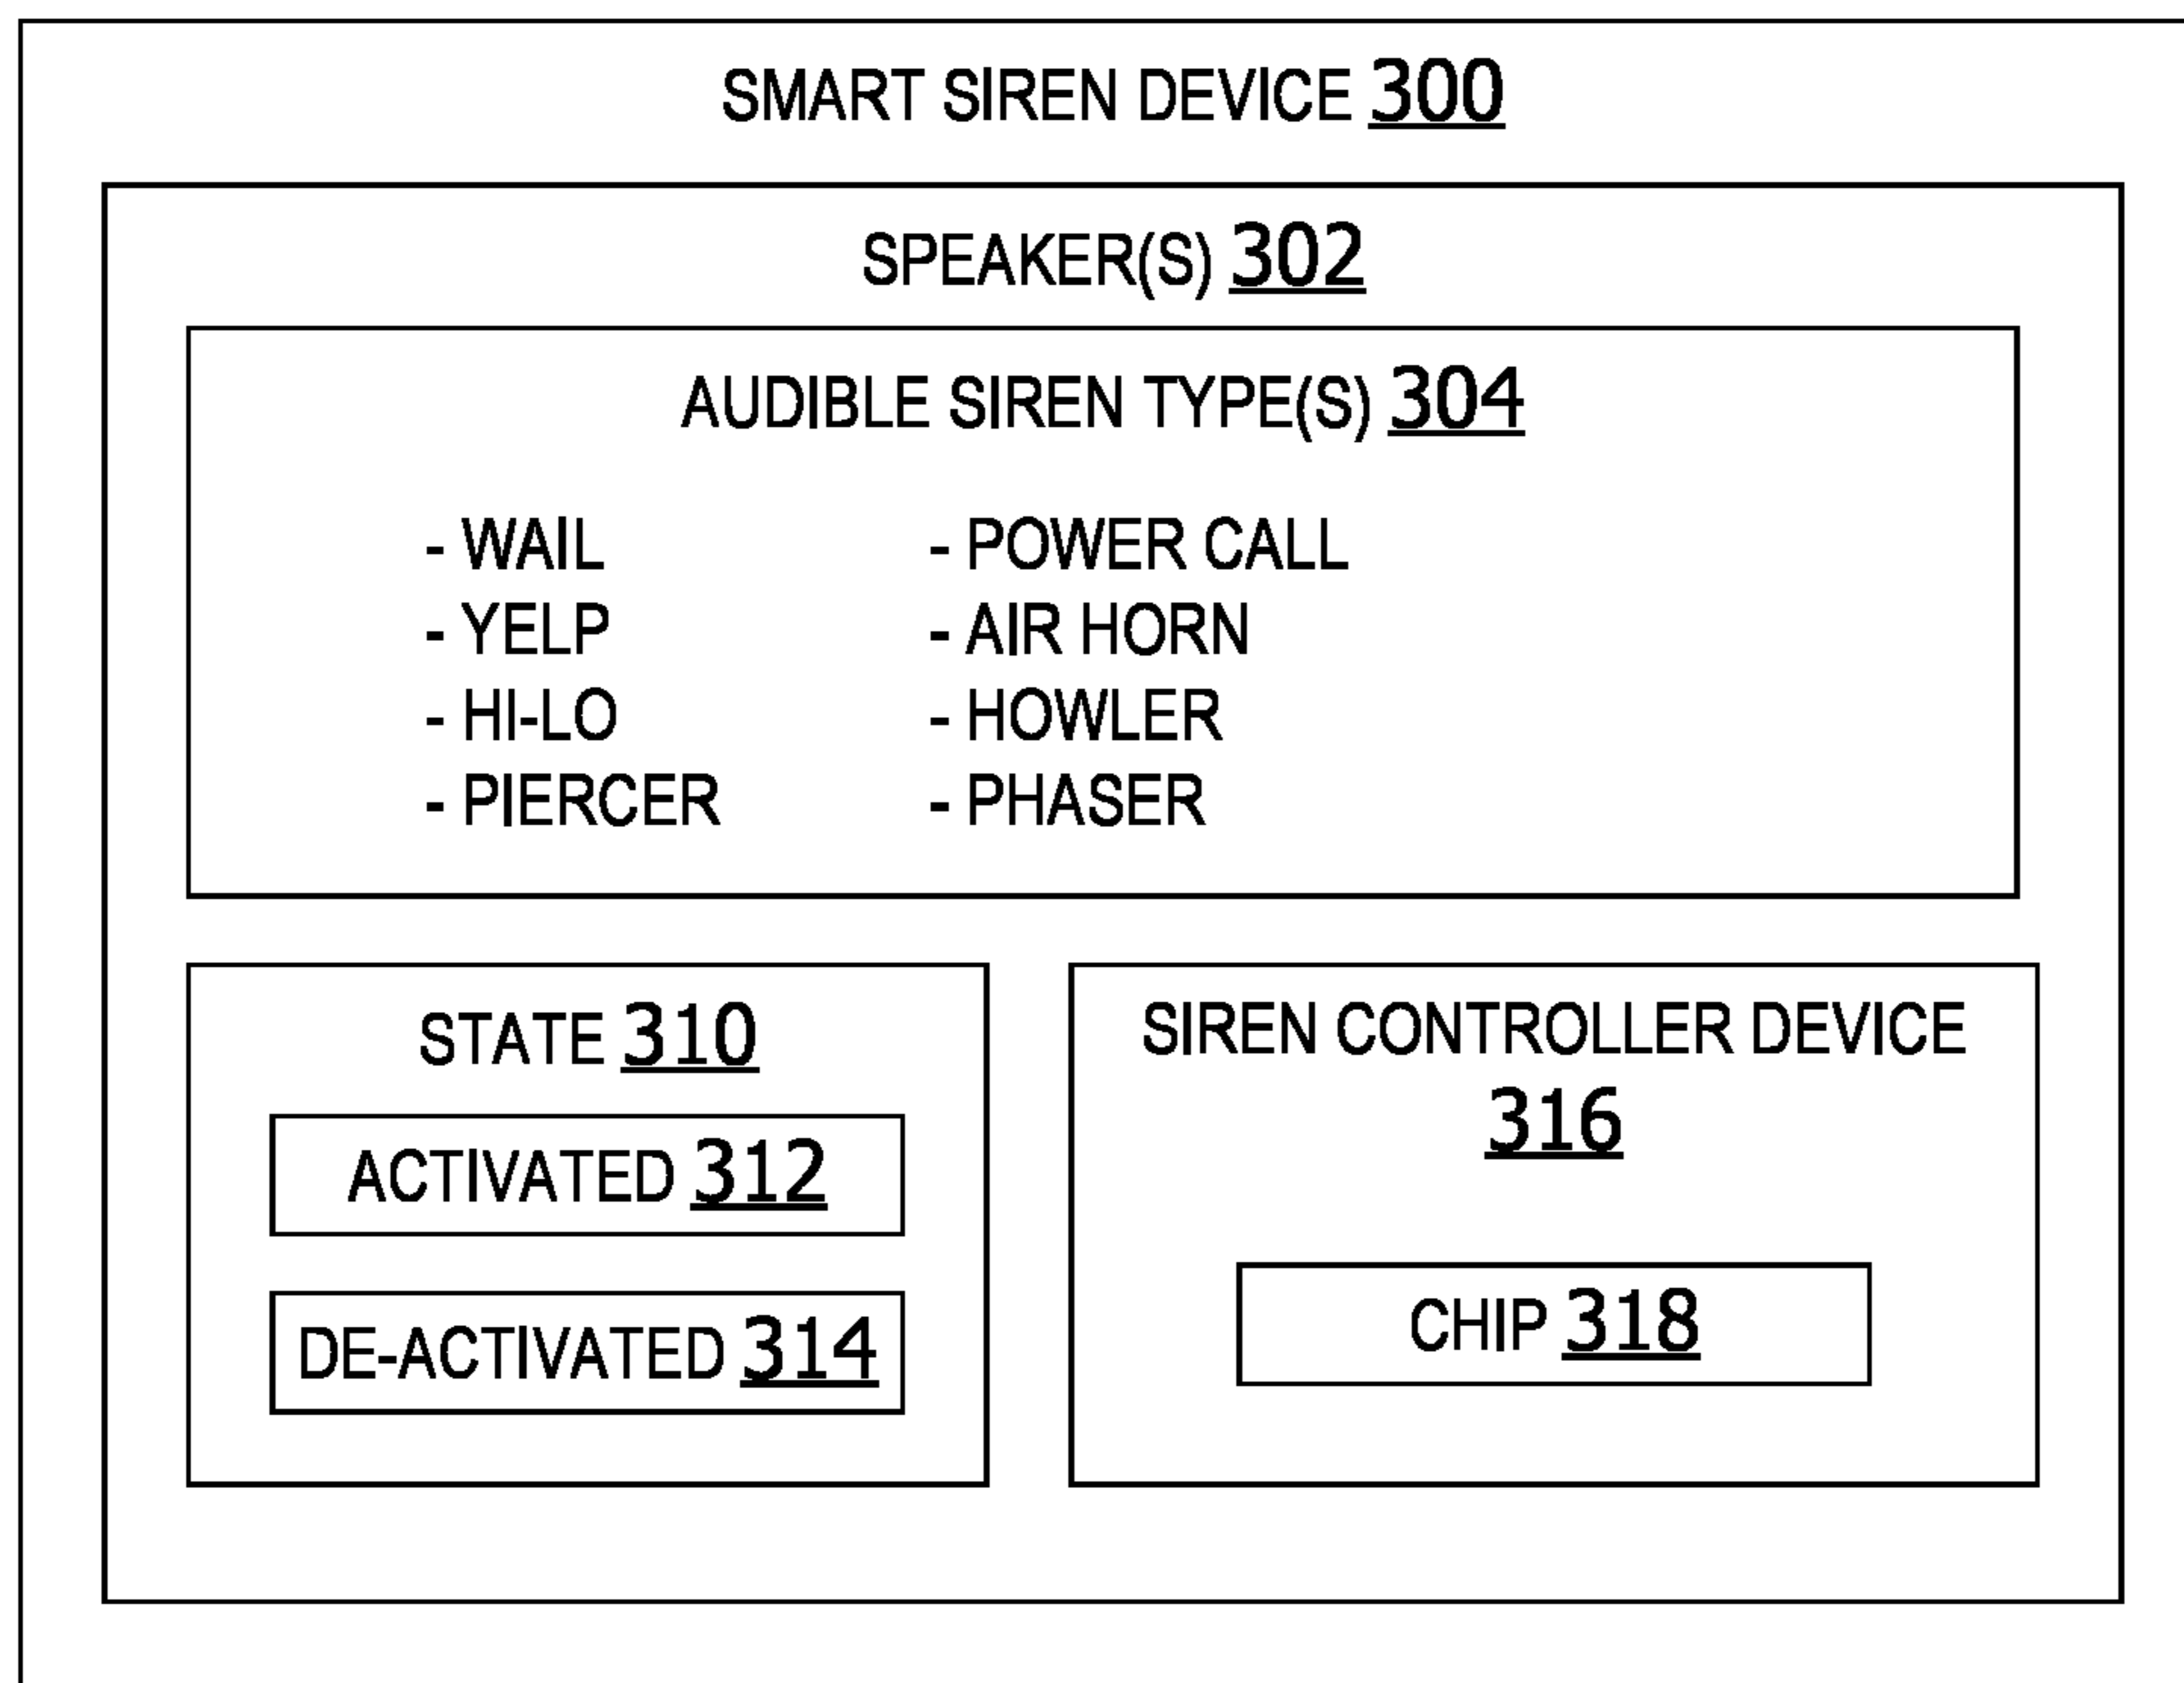 SMART SIREN DEVICE 300
SPEAKER(S) 302
AUDIBLE SIREN TYPE(S) 304
- WAIL
- YELP
- HI-LO
- PIERCER
- POWER CALL
- AIR HORN
- HOWLER
- PHASER
STATE 310
ACTIVATED 312
DE-ACTIVATED 314
SIREN CONTROLLER DEVICE
316
CHIP 318